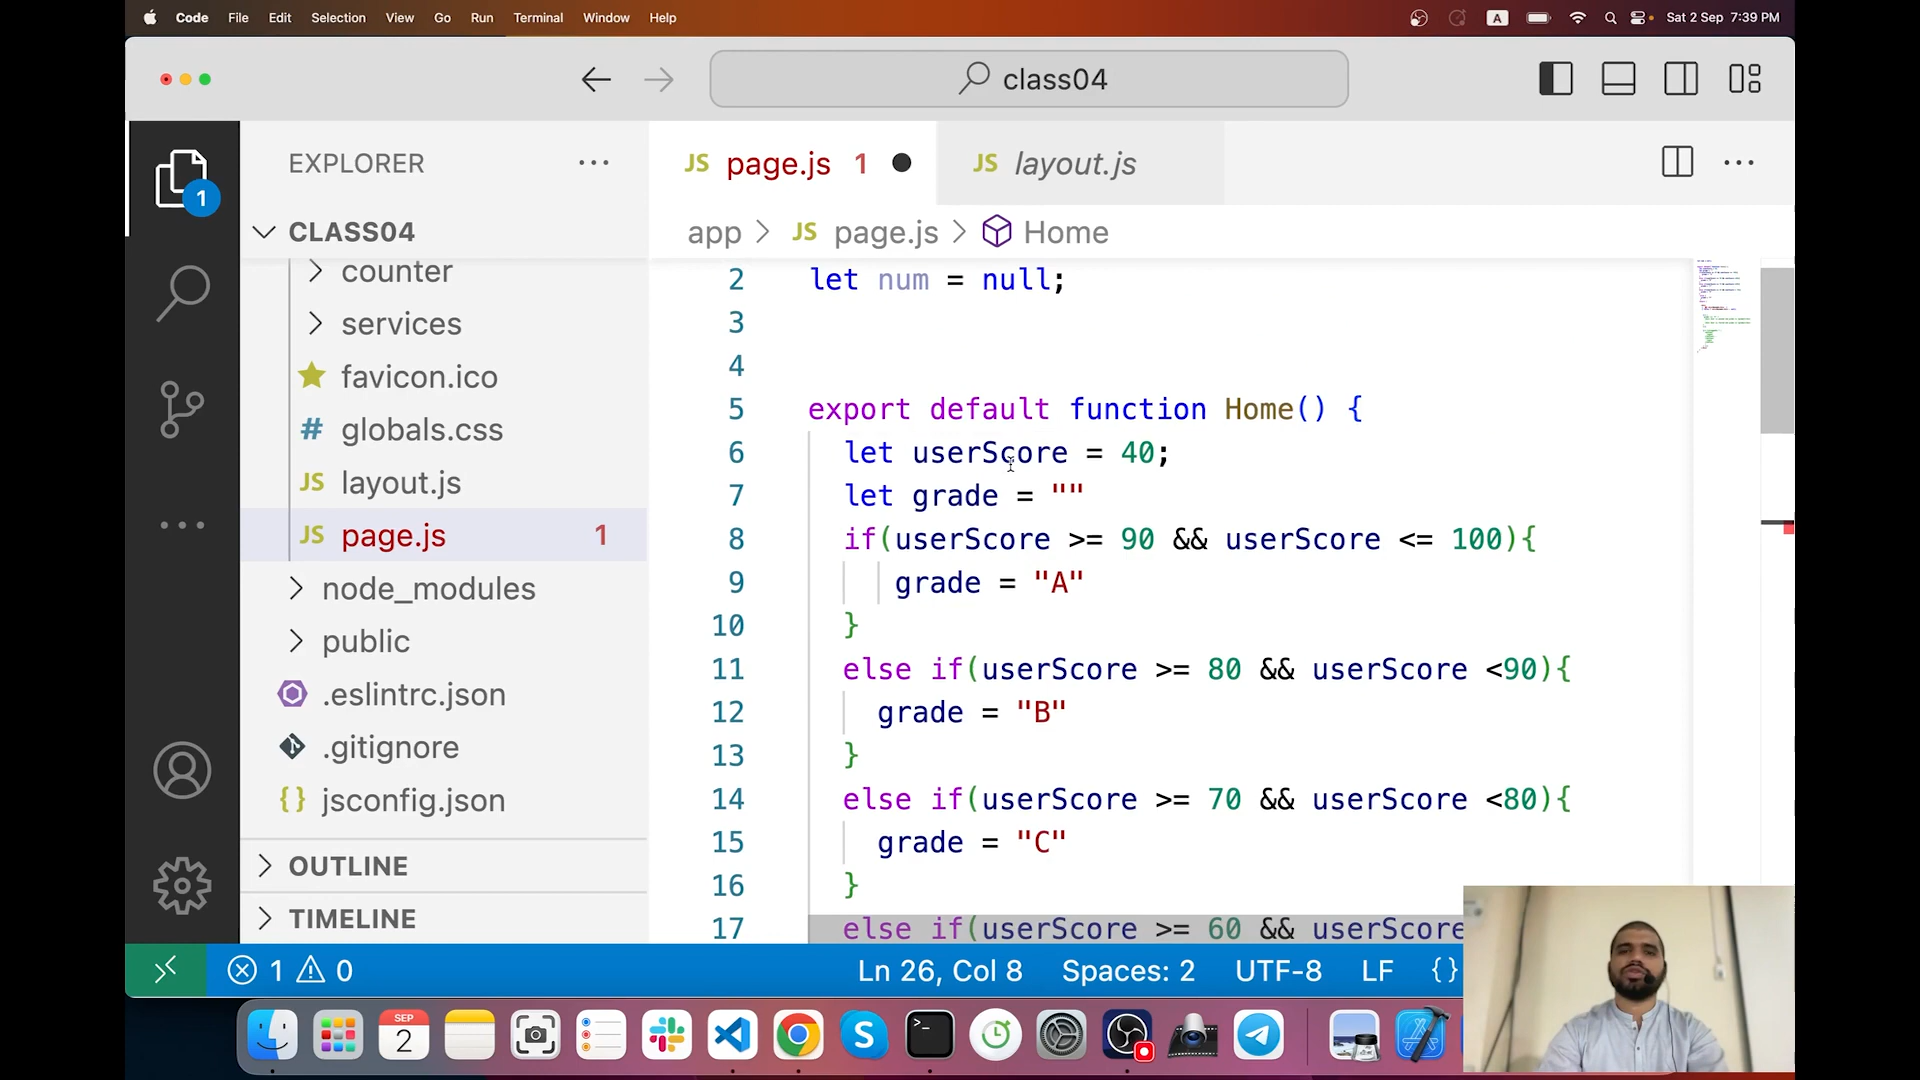 Code File Edit Selection View Go Run Terminal Window Help A Sat 2 Sep 7:39 PM
class04
EXPLORER
JS page.js 1
JS layout.js
1
CLASS04
app > JS page.js > Home
counter
services
favicon.ico
# globals.css
JS layout.js
JS page.js 1
node_modules
public
.eslintrc.json
.gitignore
{} jsconfig.json
OUTLINE
TIMELINE
2 let num = null;
3
4
5 export default function Home() {
6 let userScore = 40;
7 let grade = ""
8 if(userScore >= 90 && userScore <= 100){
9 grade = "A"
10 }
11 else if(userScore >= 80 && userScore <90){
12 grade = "B"
13 }
14 else if(userScore >= 70 && userScore <80){
15 grade = "C"
16 }
17 else if(userScore >= 60 && userScore
1 0 Ln 26, Col 8 Spaces: 2 UTF-8 LF {}
SEP
2